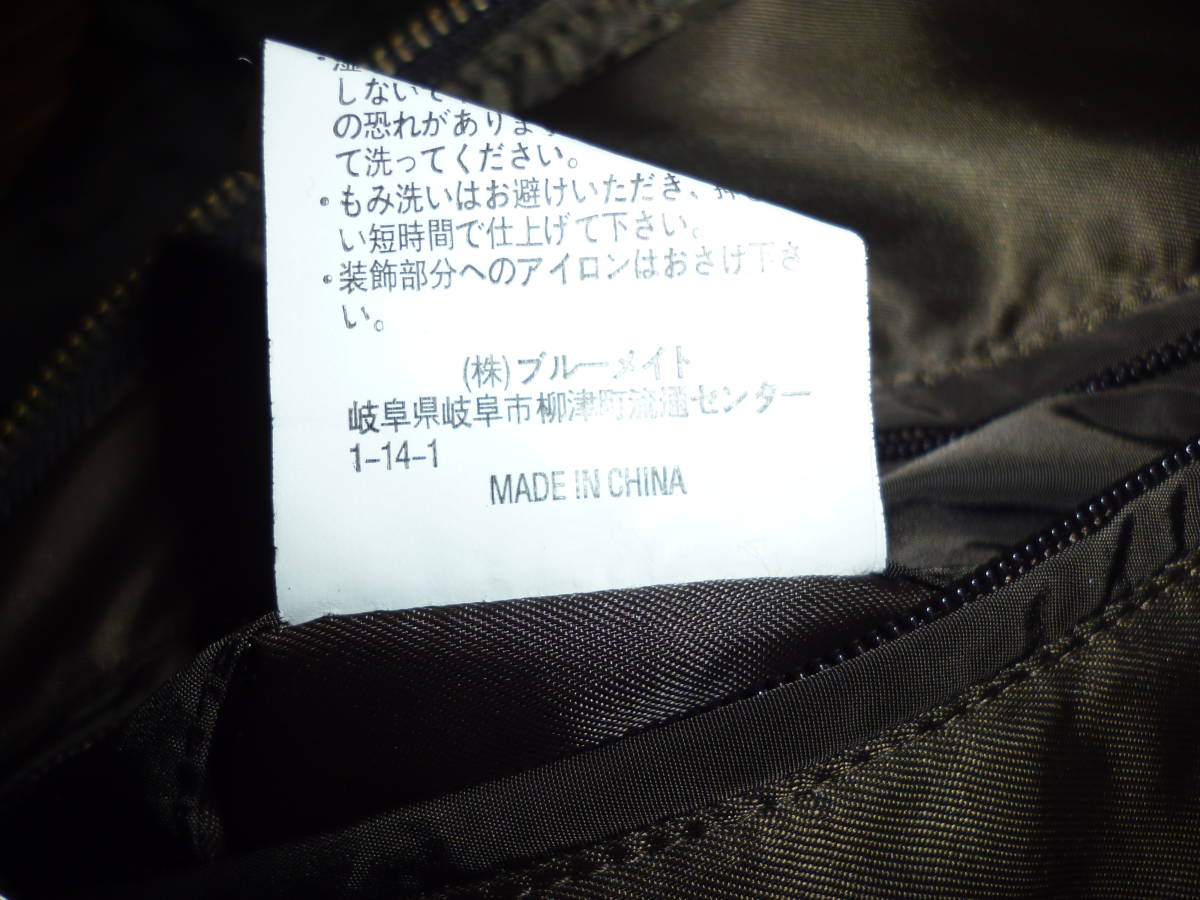 しないで
の恐れがあります
て洗ってください。
・もみ洗いはお避けいただき、押
い短時間で仕上げて下さい。
・装飾部分へのアイロンはおさけ下さ
い。
(株)ブルーメイト
岐阜県岐阜市柳津町流通センター
1-14-1
MADE IN CHINA